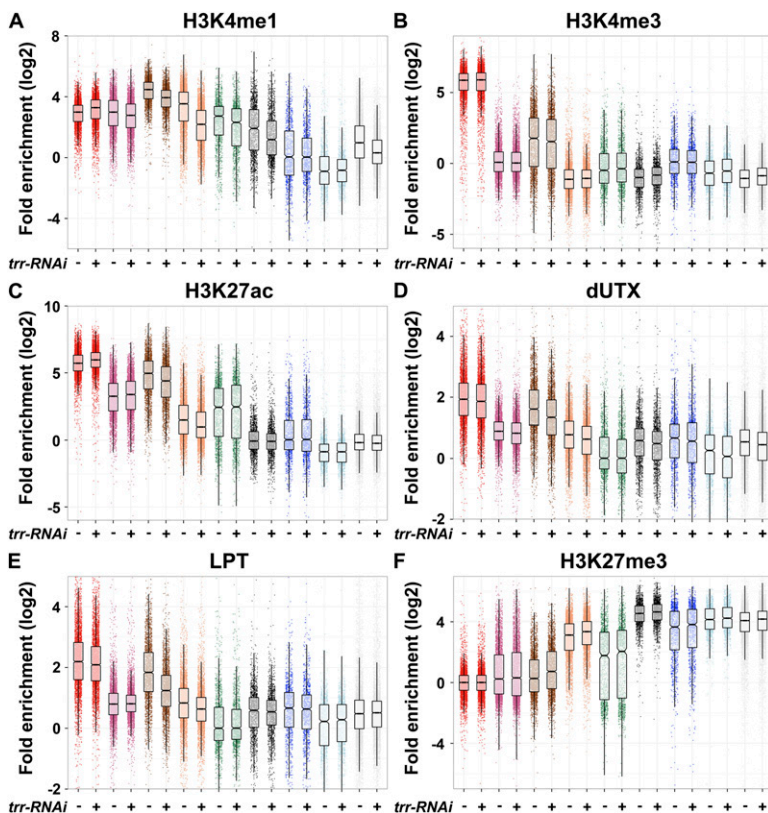 A H3K4me1
Fold enrichment (log2)
8
4
0
-4
trr-RNAi - + - + - + - + - + - + - + - + - +
B H3K4me3
Fold enrichment (log2)
5
0
-5
- + - + - + - + - + - + - + - + - +
C H3K27ac
Fold enrichment (log2)
10
5
0
-5
trr-RNAi - + - + - + - + - + - + - + - + - +
D dUTX
Fold enrichment (log2)
4
2
0
-2
trr-RNAi - + - + - + - + - + - + - + - + - +
E LPT
Fold enrichment (log2)
4
2
0
-2
trr-RNAi - + - + - + - + - + - + - + - + - +
F H3K27me3
Fold enrichment (log2)
4
0
-4
trr-RNAi - + - + - + - + - + - + - + - + - +